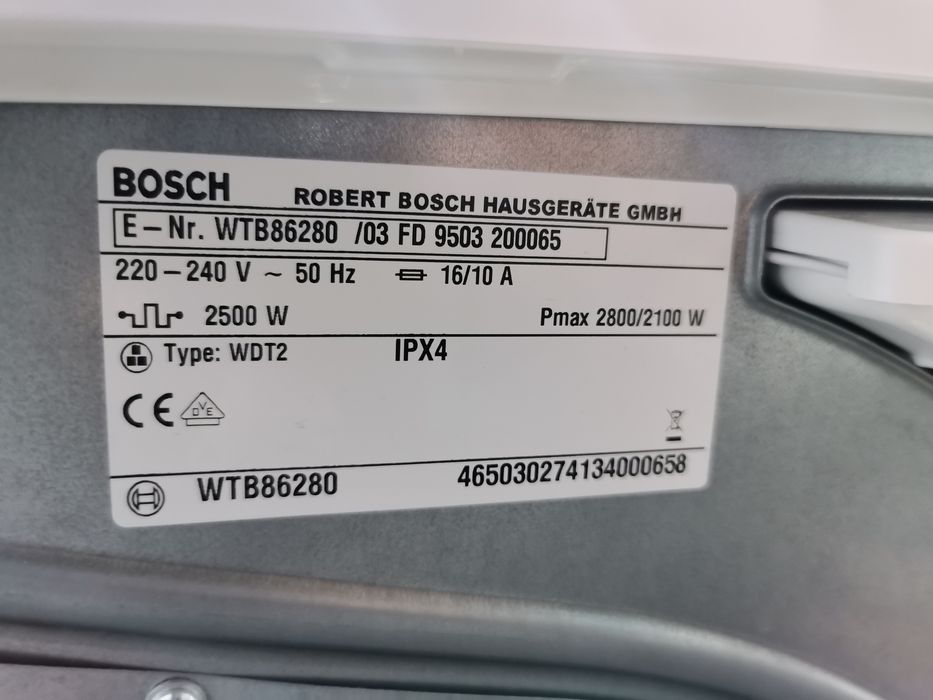 BOSCH ROBERT BOSCH HAUSGERÄTE GMBH
E-Nr. WTB86280 /03 FD 9503 200065
220-240 V ~ 50 Hz 16/10 A
2500 W Pmax 2800/2100 W
Type: WDT2 IPX4
CE DVE
WTB86280 465030274134000658